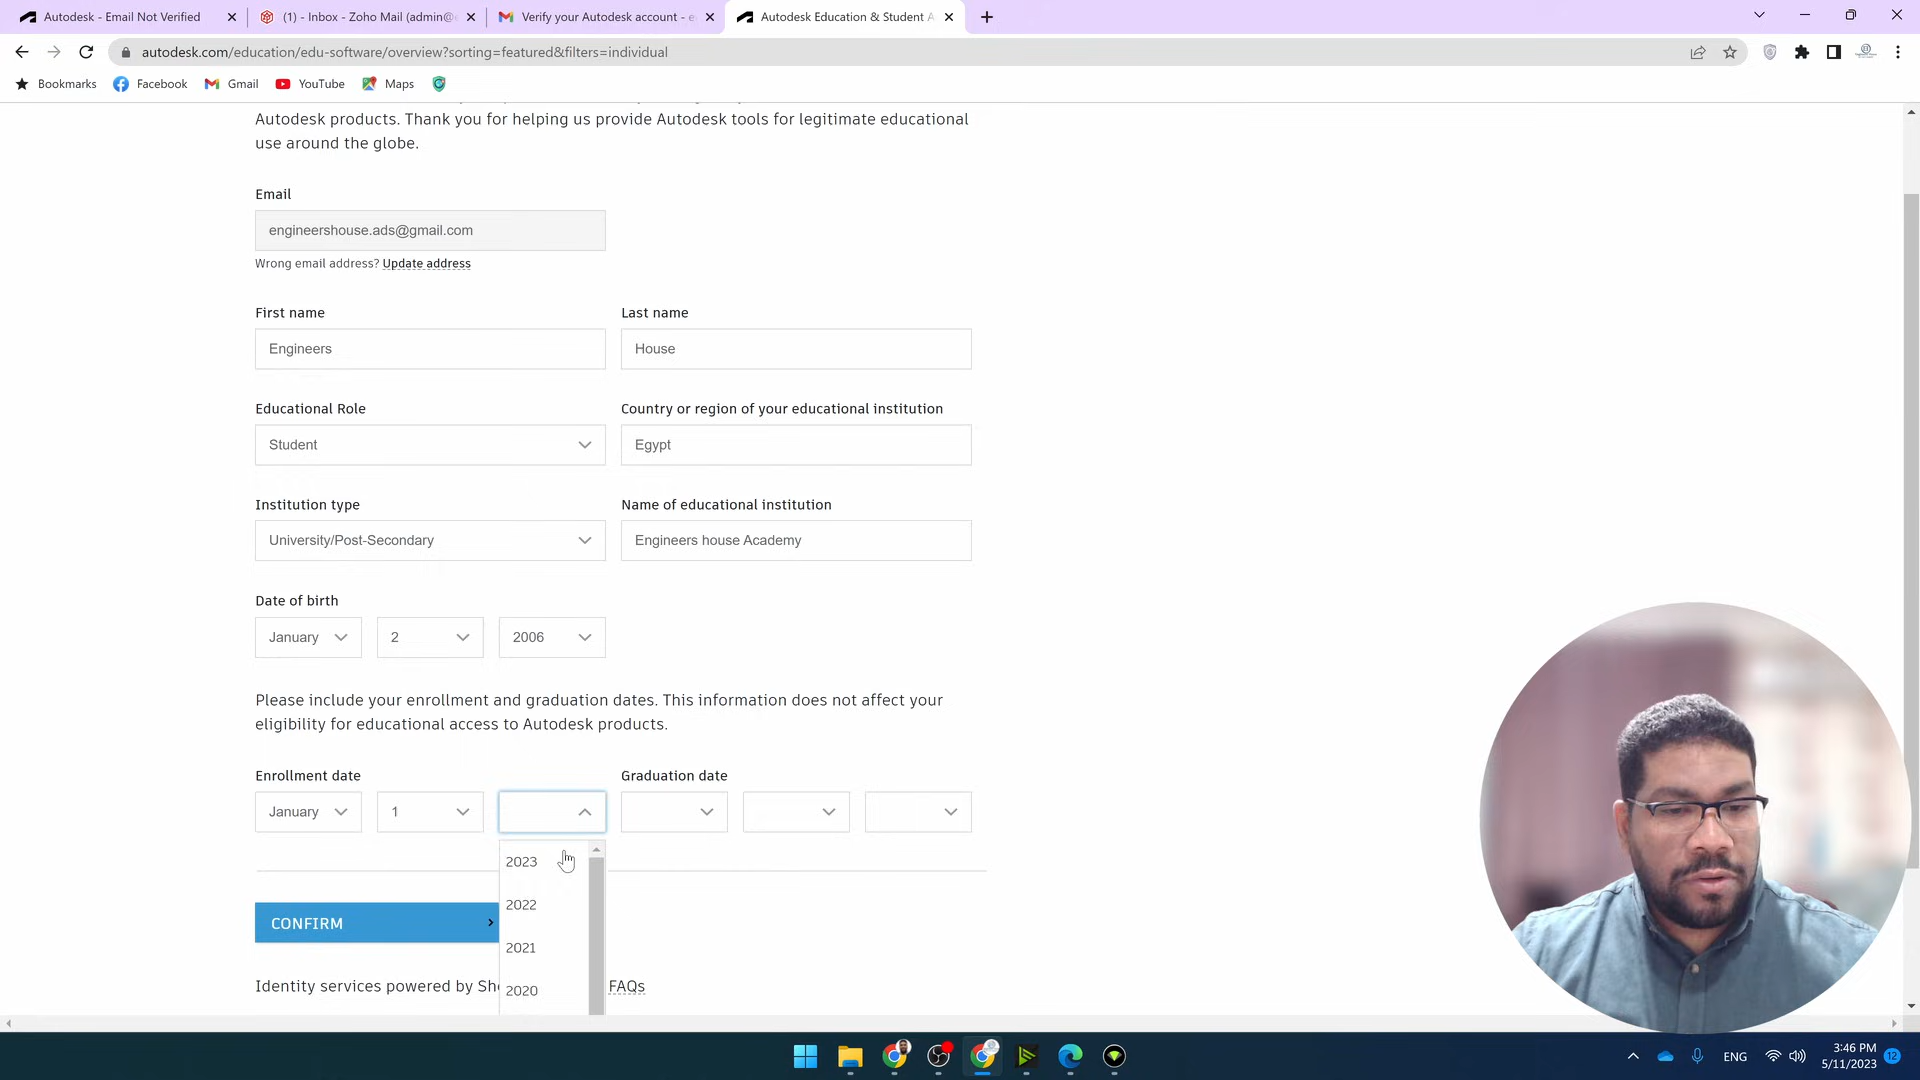 Autodesk - Email Not Verified
(1) - Inbox - Zoho Mail (admin@
Verify your Autodesk account -
Autodesk Education & Student A
autodesk.com/education/edu-software/overview?sorting=featured&filters=individual
Bookmarks
Facebook
Gmail
YouTube
Maps
Autodesk products. Thank you for helping us provide Autodesk tools for legitimate educational
use around the globe.
Email
engineershouse.ads@gmail.com
Wrong email address? Update address
First name
Last name
Engineers
House
Educational Role
Country or region of your educational institution
Student
Egypt
Institution type
Name of educational institution
University/Post-Secondary
Engineers house Academy
Date of birth
January
2
2006
Please include your enrollment and graduation dates. This information does not affect your
eligibility for educational access to Autodesk products.
Enrollment date
Graduation date
January
1
2023
2022
2021
2020
CONFIRM
Identity services powered by She
FAQs
ENG
3:46 PM
5/11/2023
12